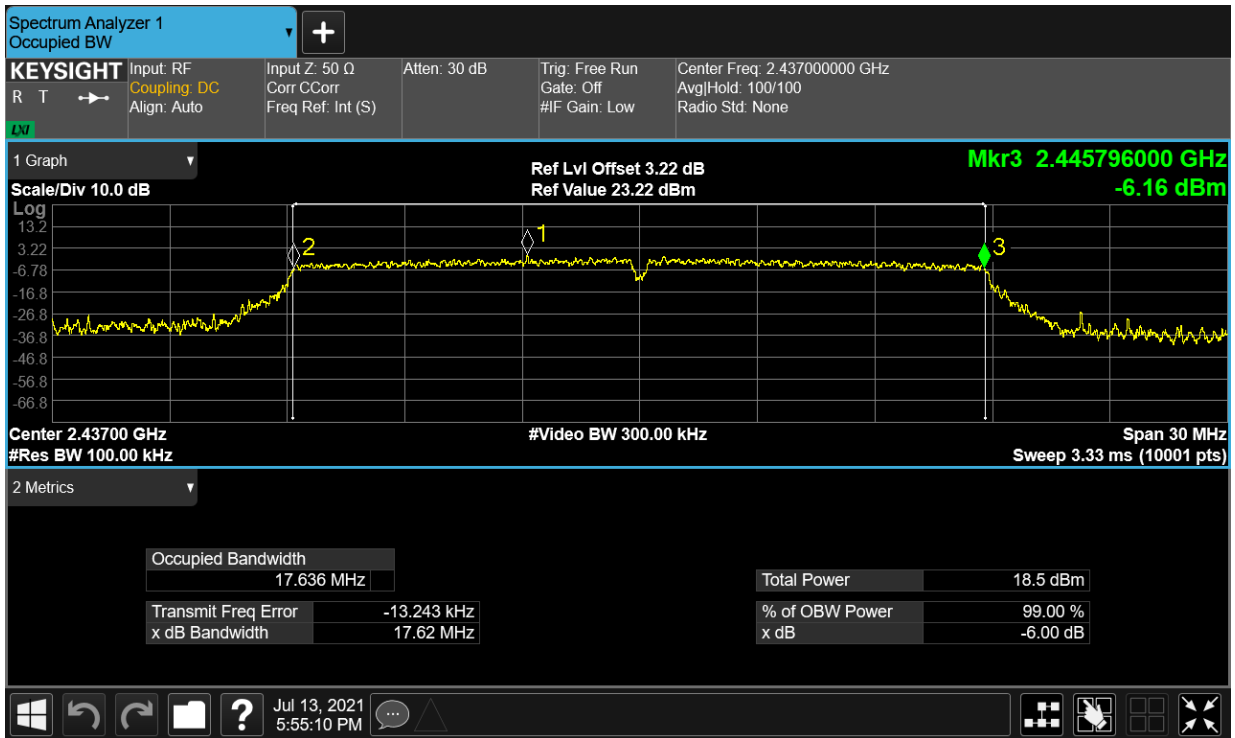 Spectrum Analyzer 1
Occupied BW
KEYSIGHT
R T
LXI
Input: RF
Coupling: DC
Align: Auto
Input Z: 50 Ω
Corr CCorr
Freq Ref: Int (S)
Atten: 30 dB
Trig: Free Run
Gate: Off
#IF Gain: Low
Center Freq: 2.437000000 GHz
Avg|Hold: 100/100
Radio Std: None
1 Graph
Scale/Div 10.0 dB
Ref Lvl Offset 3.22 dB
Ref Value 23.22 dBm
Mkr3 2.445796000 GHz
-6.16 dBm
Log
13.2
3.22
-6.78
-16.8
-26.8
-36.8
-46.8
-56.8
-66.8
2
1
3
Center 2.43700 GHz
#Video BW 300.00 kHz
Span 30 MHz
#Res BW 100.00 kHz
Sweep 3.33 ms (10001 pts)
2 Metrics
Occupied Bandwidth
17.636 MHz
Transmit Freq Error -13.243 kHz
x dB Bandwidth 17.62 MHz
Total Power 18.5 dBm
% of OBW Power 99.00 %
x dB -6.00 dB
?
Jul 13, 2021
5:55:10 PM